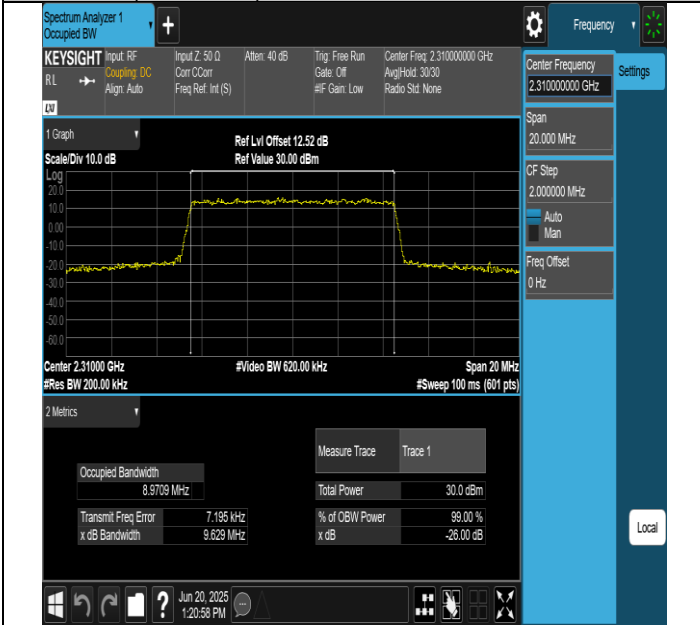 Spectrum Analyzer 1
Occupied BW
+
Frequency
KEYSIGHT
RL
LXI
Input: RF
Coupling: DC
Align: Auto
Input Z: 50 Ω
Corr CCorr
Freq Ref: Int (S)
Atten: 40 dB
Trig: Free Run
Gate: Off
#IF Gain: Low
Center Freq: 2.310000000 GHz
Avg|Hold: 30/30
Radio Std: None
Center Frequency
2.310000000 GHz
Settings
Span
20.000 MHz
CF Step
2.000000 MHz
Auto
Man
Freq Offset
0 Hz
Local
1 Graph
Scale/Div 10.0 dB
Ref Lvl Offset 12.52 dB
Ref Value 30.00 dBm
Log
20.0
10.0
0.00
-10.0
-20.0
-30.0
-40.0
-50.0
-60.0
Center 2.31000 GHz
#Video BW 620.00 kHz
Span 20 MHz
#Res BW 200.00 kHz
#Sweep 100 ms (601 pts)
2 Metrics
Measure Trace Trace 1
Occupied Bandwidth
8.9709 MHz
Total Power 30.0 dBm
Transmit Freq Error 7.195 kHz
% of OBW Power 99.00 %
x dB Bandwidth 9.629 MHz
x dB -26.00 dB
?
Jun 20, 2025
1:20:58 PM